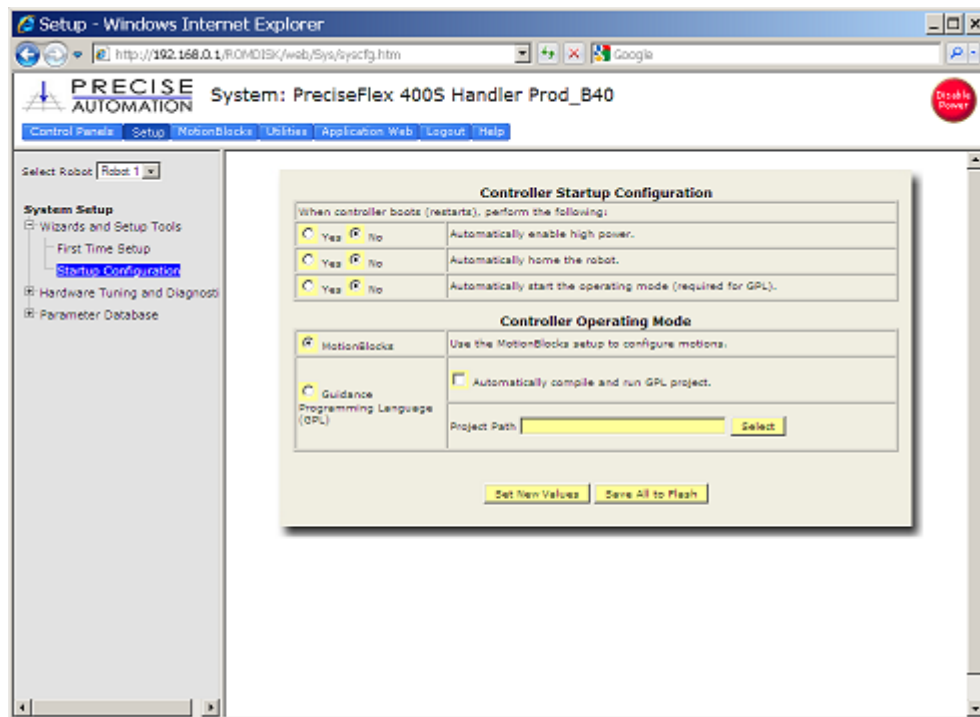 Setup - Windows Internet Explorer
http://192.168.0.1/ROMDISK/web/Sys/syscfg.htm
Google
PRECISE AUTOMATION
System: PreciseFlex 400S Handler Prod_B40
Disable Power
Control Panels Setup MotionBlocks Utilities Application Web Logout Help
Select Robot Robot 1
System Setup
Wizards and Setup Tools
First Time Setup
Startup Configuration
Hardware Tuning and Diagnosti
Parameter Database
Controller Startup Configuration
When controller boots (restarts), perform the following:
Yes No Automatically enable high power.
Yes No Automatically home the robot.
Yes No Automatically start the operating mode (required for GPL).
Controller Operating Mode
MotionBlocks Use the MotionBlocks setup to configure motions.
Guidance
Programming Language
(GPL)
Automatically compile and run GPL project.
Project Path Select
Set New Values Save All to Flash